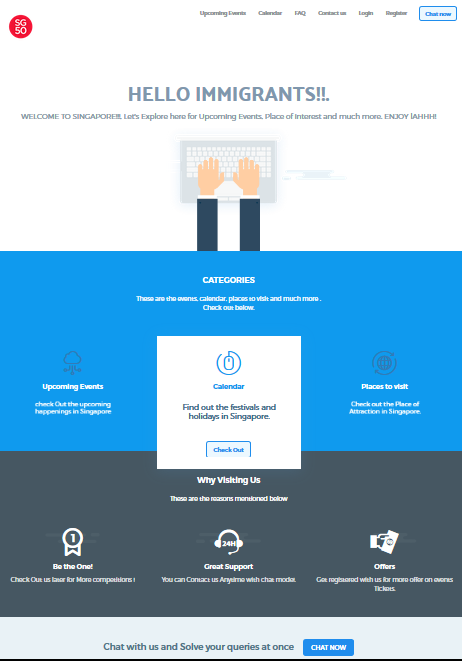 SG
50
Upcoming Events Calendar FAQ Contact us Login Register Chat now
HELLO IMMIGRANTS!!.
WELCOME TO SINGAPORE!!, Let's Explore here for Upcoming Events, Place of Interest and much more. ENJOY lAHHH!
CATEGORIES
These are the events, calendar, places to visit and much more .
Check out below.
Upcoming Events
check Out the upcoming
happenings in Singapore
Calendar
Find out the festivals and
holidays in Singapore.
Check Out
Places to visit
Check out the Place of
Attraction in Singapore.
Why Visiting Us
These are the reasons mentioned below
1
Be the One!
Check Out us later for More competitions !
24H
Great Support
You can Contact us Anytime with chat model.
Offers
Get registered with us for more offer on events
Tickets.
Chat with us and Solve your queries at once CHAT NOW